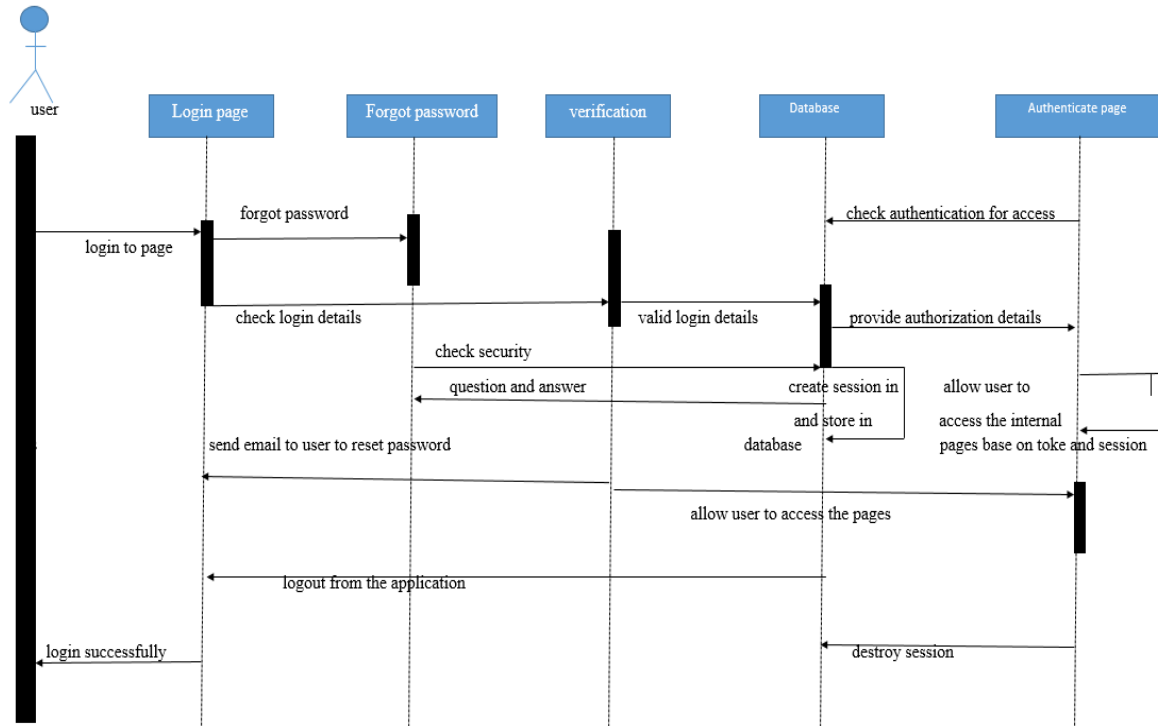 user
Login page
Forgot password
verification
Database
Authenticate page
forgot password
check authentication for access
login to page
check login details
valid login details
provide authorization details
check security
question and answer
create session in
and store in
database
allow user to
access the internal
pages base on toke and session
send email to user to reset password
allow user to access the pages
logout from the application
login successfully
destroy session